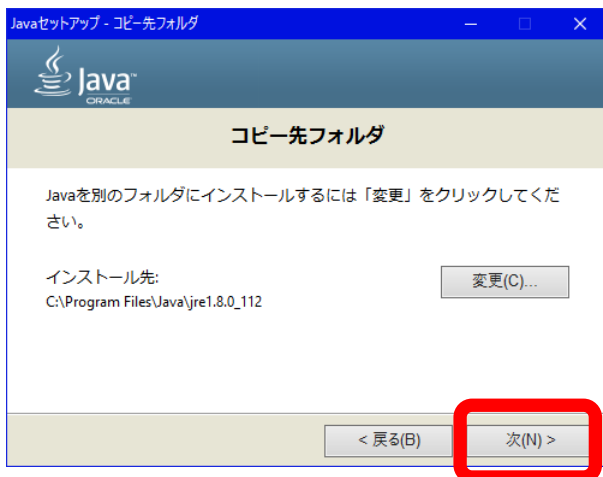 Javaセットアップ - コピー先フォルダ
Java™
ORACLE
コピー先フォルダ
Javaを別のフォルダにインストールするには「変更」をクリックしてくだ
さい。
インストール先:
変更(C)...
C:\Program Files\Java\jre1.8.0_112
< 戻る(B)
次(N) >